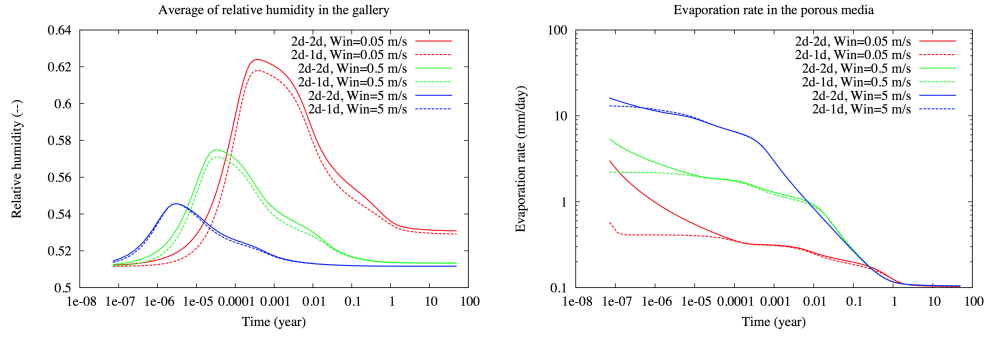 Average of relative humidity in the gallery
0.64
0.62
0.6
0.58
0.56
0.54
0.52
0.5
Relative humidity (--)
2d-2d, Win=0.05 m/s
2d-1d, Win=0.05 m/s
2d-2d, Win=0.5 m/s
2d-1d, Win=0.5 m/s
2d-2d, Win=5 m/s
2d-1d, Win=5 m/s
1e-08 1e-07 1e-06 1e-05 0.0001 0.001 0.01 0.1 1 10 100
Time (year)
Evaporation rate in the porous media
100
10
1
0.1
Evaporation rate (mm/day)
2d-2d, Win=0.05 m/s
2d-1d, Win=0.05 m/s
2d-2d, Win=0.5 m/s
2d-1d, Win=0.5 m/s
2d-2d, Win=5 m/s
2d-1d, Win=5 m/s
1e-08 1e-07 1e-06 1e-05 0.0001 0.001 0.01 0.1 1 10 100
Time (year)